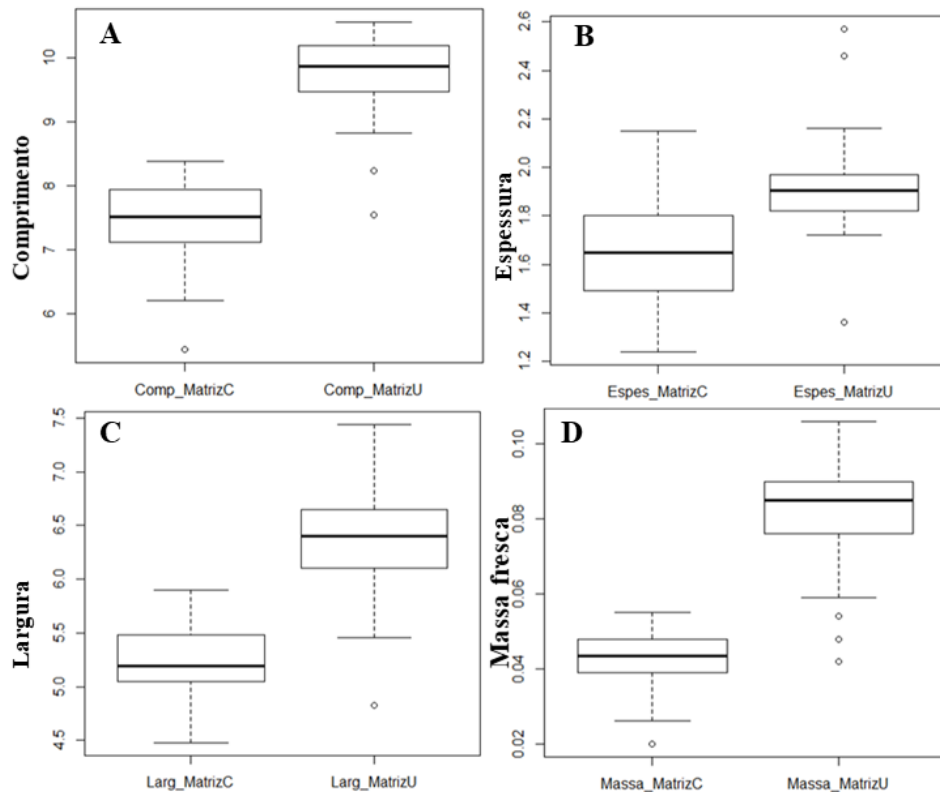 A
Comprimento
10
9
8
7
6
Comp_MatrizC Comp_MatrizU
B
Espessura
2.6
2.4
2.2
2.0
1.8
1.6
1.4
1.2
Espes_MatrizC Espes_MatrizU
C
Largura
7.5
7.0
6.5
6.0
5.5
5.0
4.5
Larg_MatrizC Larg_MatrizU
D
Massa fresca
0.10
0.08
0.06
0.04
0.02
Massa_MatrizC Massa_MatrizU